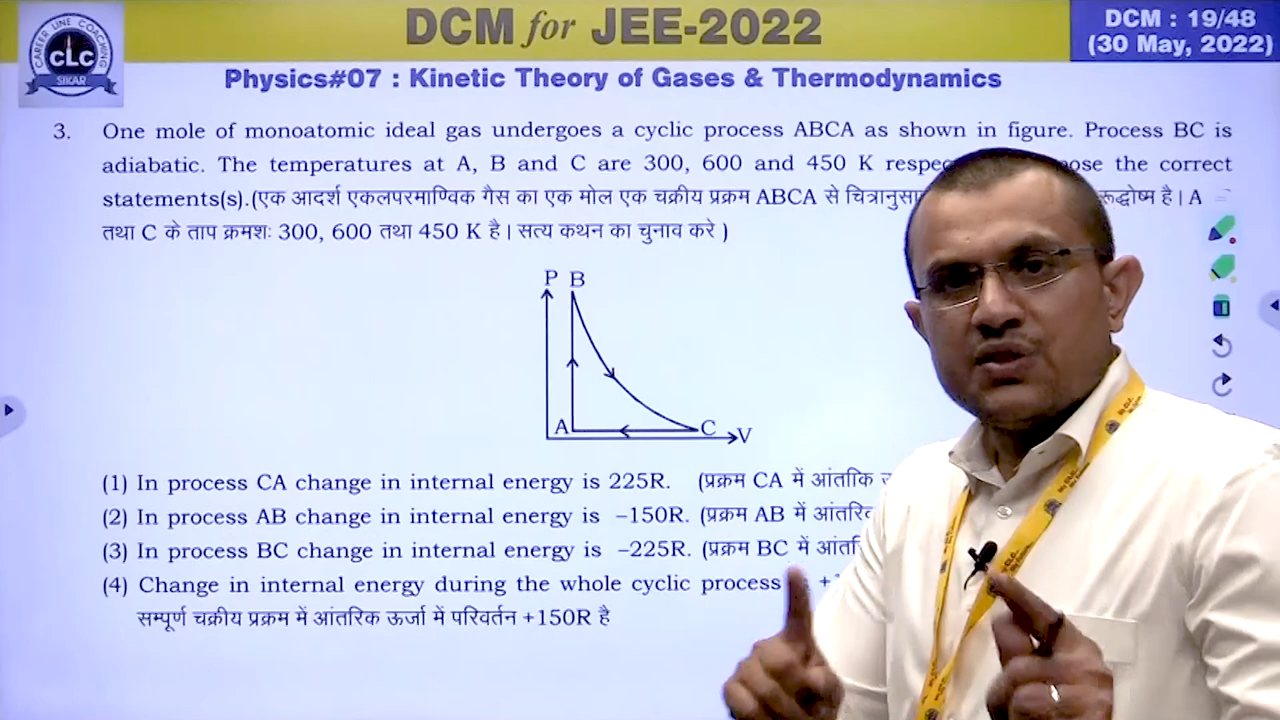 DCM for JEE-2022
DCM : 19/48
(30 May, 2022)
CAREER LINE COACHING
CLC
SIKAR
Physics#07 : Kinetic Theory of Gases & Thermodynamics
3. One mole of monoatomic ideal gas undergoes a cyclic process ABCA as shown in figure. Process BC is
adiabatic. The temperatures at A, B and C are 300, 600 and 450 K the correct
statements(s).(एक आदर्श एकलपरमाण्विक गैस का एक मोल एक चक्रीय प्रक्रम ABCA से है। A
तथा C के ताप क्रमशः 300, 600 तथा 450 K है। सत्य कथन का चुनाव करे )
P B
A C
V
(1) In process CA change in internal energy is 225R. (प्रक्रम CA में
(2) In process AB change in internal energy is –150R. (प्रक्रम AB में
(3) In process BC change in internal energy is –225R. (प्रक्रम BC में
(4) Change in internal energy during the whole cyclic process
सम्पूर्ण चक्रीय प्रक्रम में आंतरिक ऊर्जा में परिवर्तन +150R है